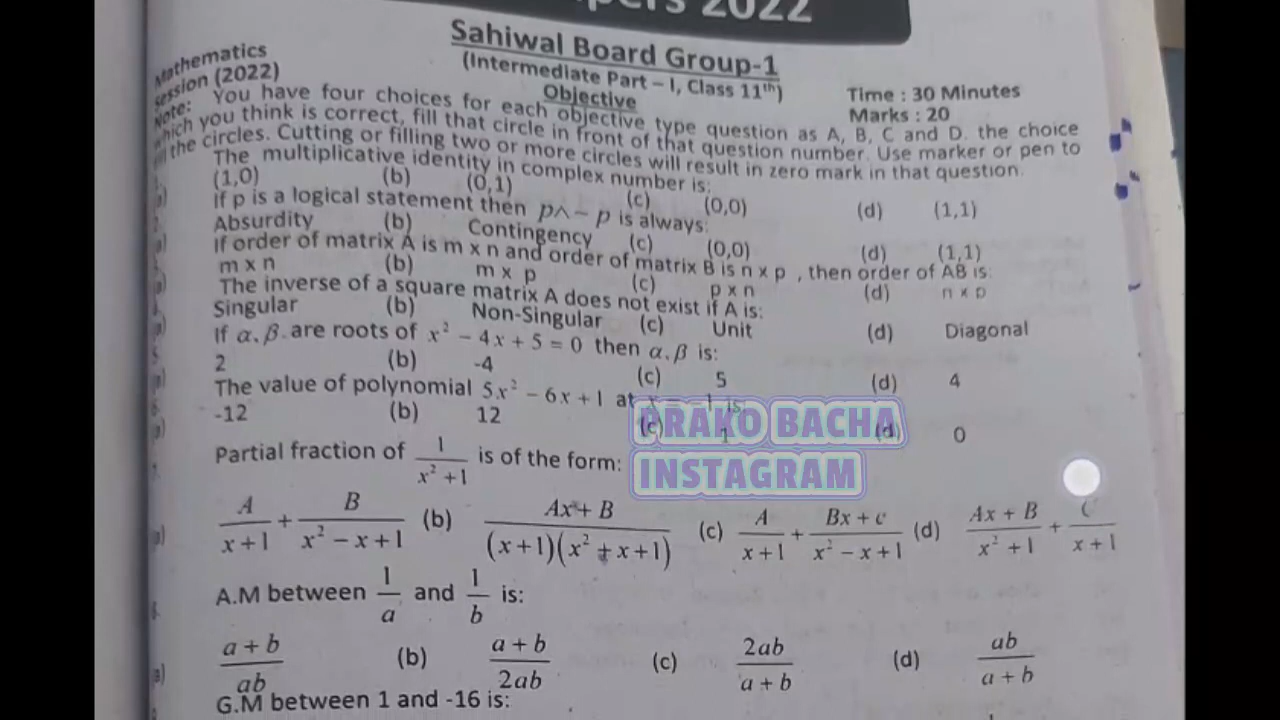 pers 2022
Sahiwal Board Group-1
Mathematics (Intermediate Part – I, Class 11th) Time : 30 Minutes
session (2022) Objective Marks : 20
Note: You have four choices for each objective type question as A, B, C and D. the choice
which you think is correct, fill that circle in front of that question number. Use marker or pen to
the circles. Cutting or filling two or more circles will result in zero mark in that question.
The multiplicative identity in complex number is:
(1,0) (b) (0,1) (c) (0,0) (d) (1,1)
If p is a logical statement then p∧~p is always:
Absurdity (b) Contingency (c) (0,0) (d) (1,1)
If order of matrix A is m x n and order of matrix B is n x p , then order of AB is:
m x n (b) m x p (c) p x n (d) n x p
The inverse of a square matrix A does not exist if A is:
Singular (b) Non-Singular (c) Unit (d) Diagonal
If α, β are roots of x² − 4x + 5 = 0 then α.β is:
2 (b) -4 (c) 5 (d) 4
The value of polynomial 5x² − 6x + 1 at x = −1 is
-12 (b) 12 (c) 1 (d) 0
PRAKO BACHA
INSTAGRAM
Partial fraction of 1/(x² + 1) is of the form:
A/(x+1) + B/(x² − x + 1) (b) (Ax + B)/((x+1)(x² + x + 1)) (c) A/(x+1) + (Bx + c)/(x² − x + 1) (d) (Ax + B)/(x² + 1) + C/(x+1)
A.M between 1/a and 1/b is:
(a + b)/ab (b) (a + b)/2ab (c) 2ab/(a + b) (d) ab/(a + b)
G.M between 1 and -16 is: